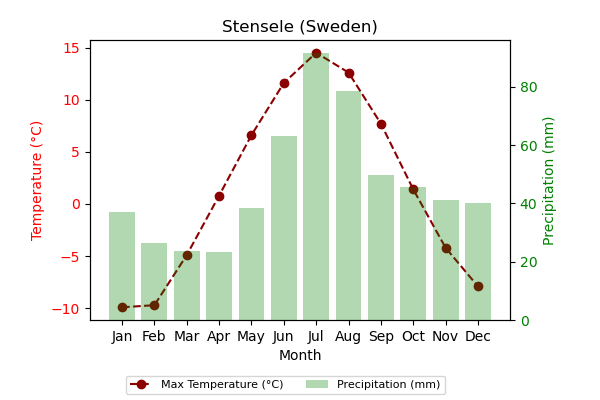 Stensele (Sweden)
15
10
5
0
−5
−10
Temperature (°C)
80
60
40
20
0
Precipitation (mm)
Jan Feb Mar Apr May Jun Jul Aug Sep Oct Nov Dec
Month
Max Temperature (°C) Precipitation (mm)